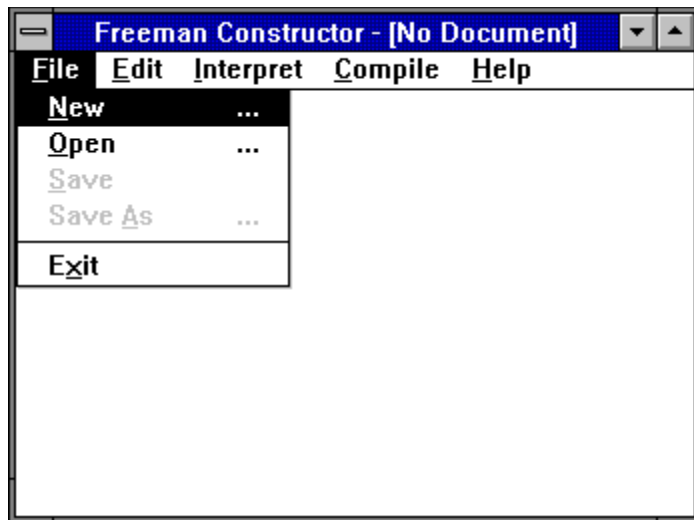 Freeman Constructor - [No Document]
File Edit Interpret Compile Help
New ...
Open ...
Save
Save As ...
Exit